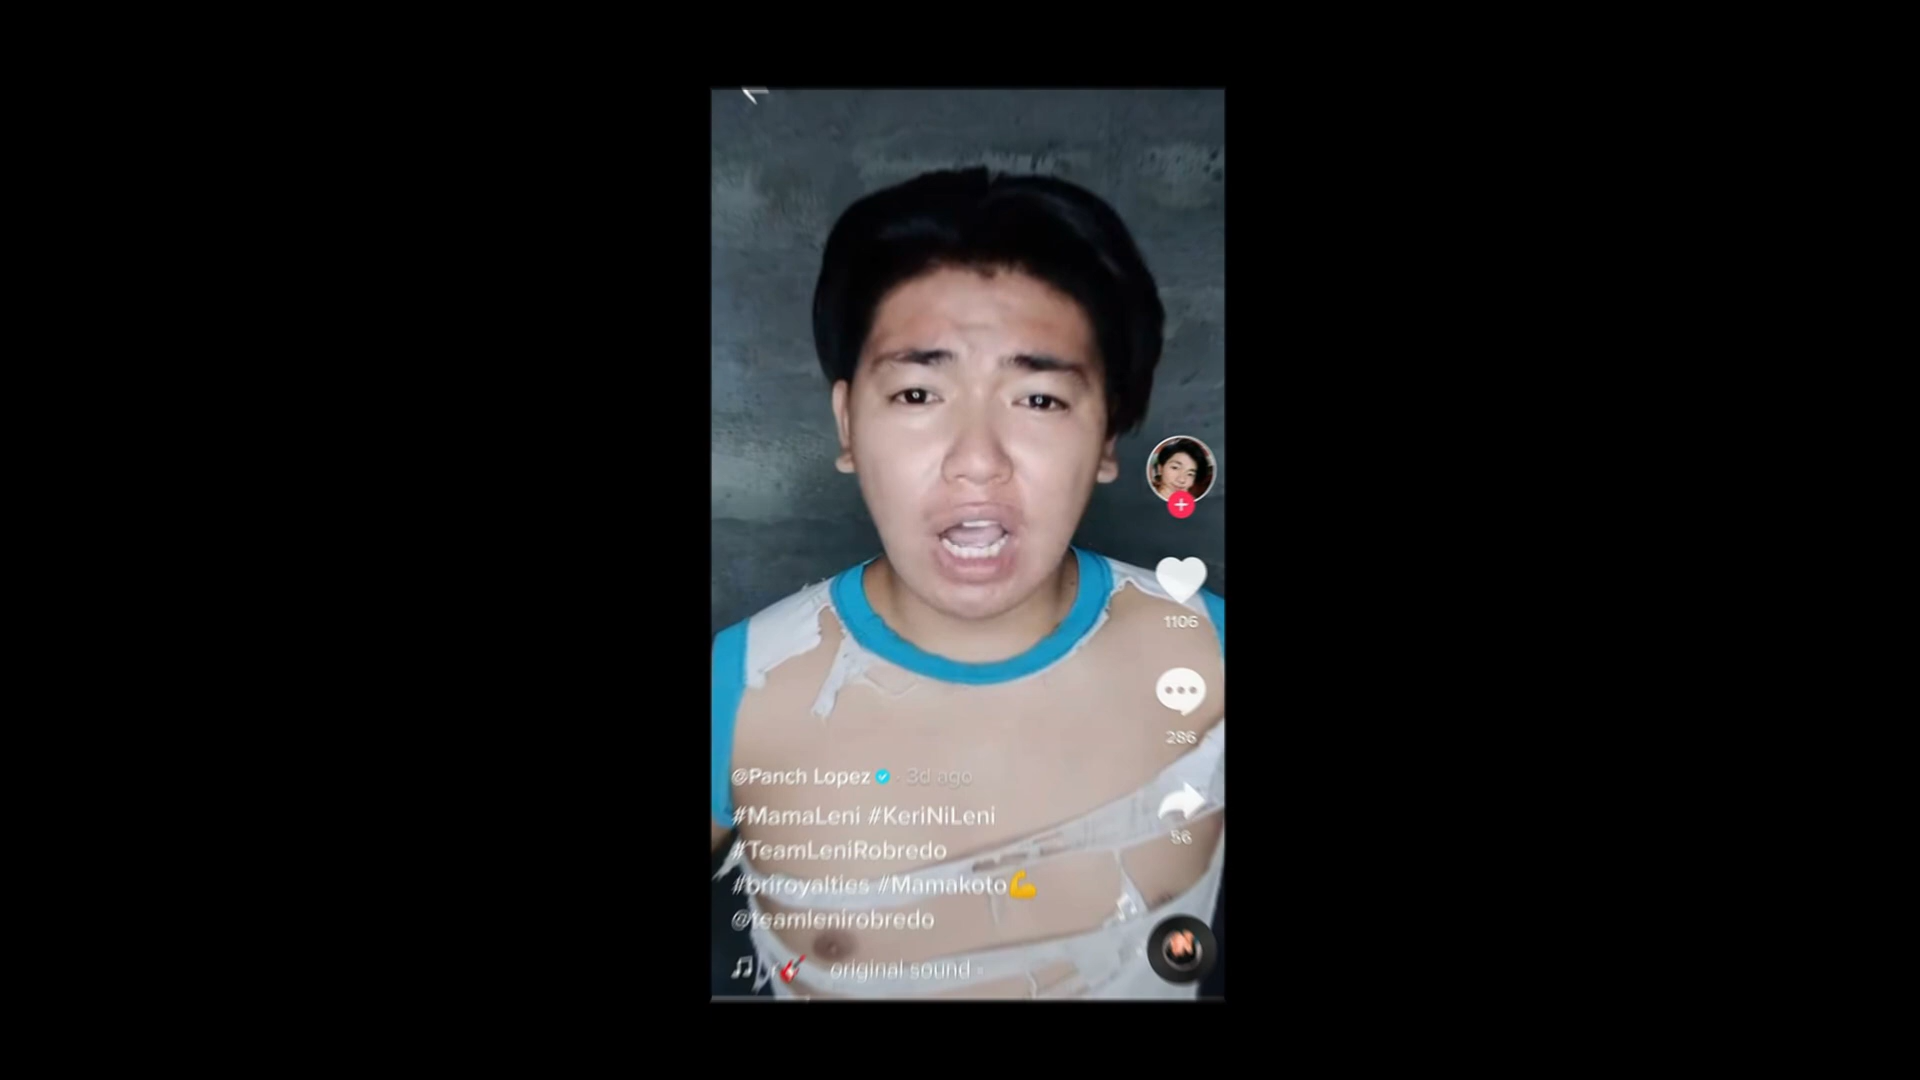 1106
286
56
@Panch Lopez · 3d ago
#MamaLeni #KeriNiLeni
#TeamLeniRobredo
#briroyalties #Mamakoto💪
@teamlenirobredo
original sound -